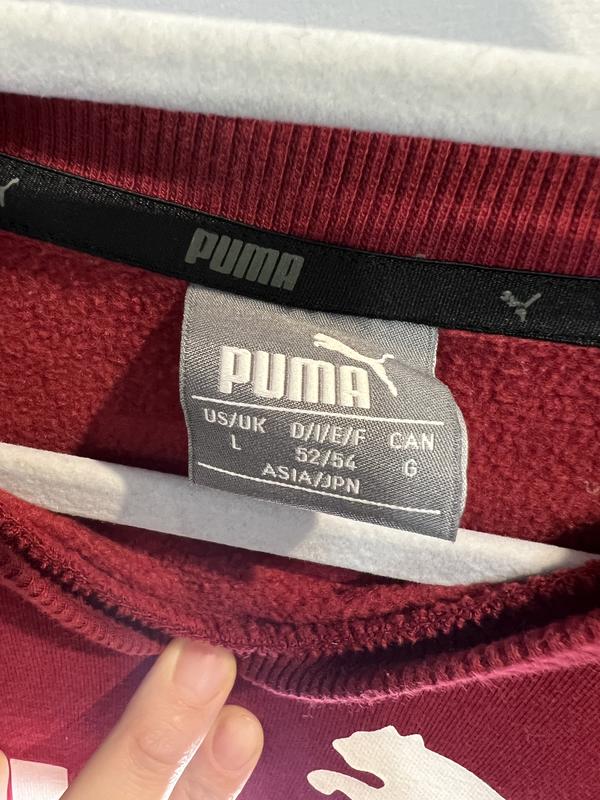 PUMA
PUMA
US/UK D/I/E/F CAN
L 52/54 G
ASIA/JPN